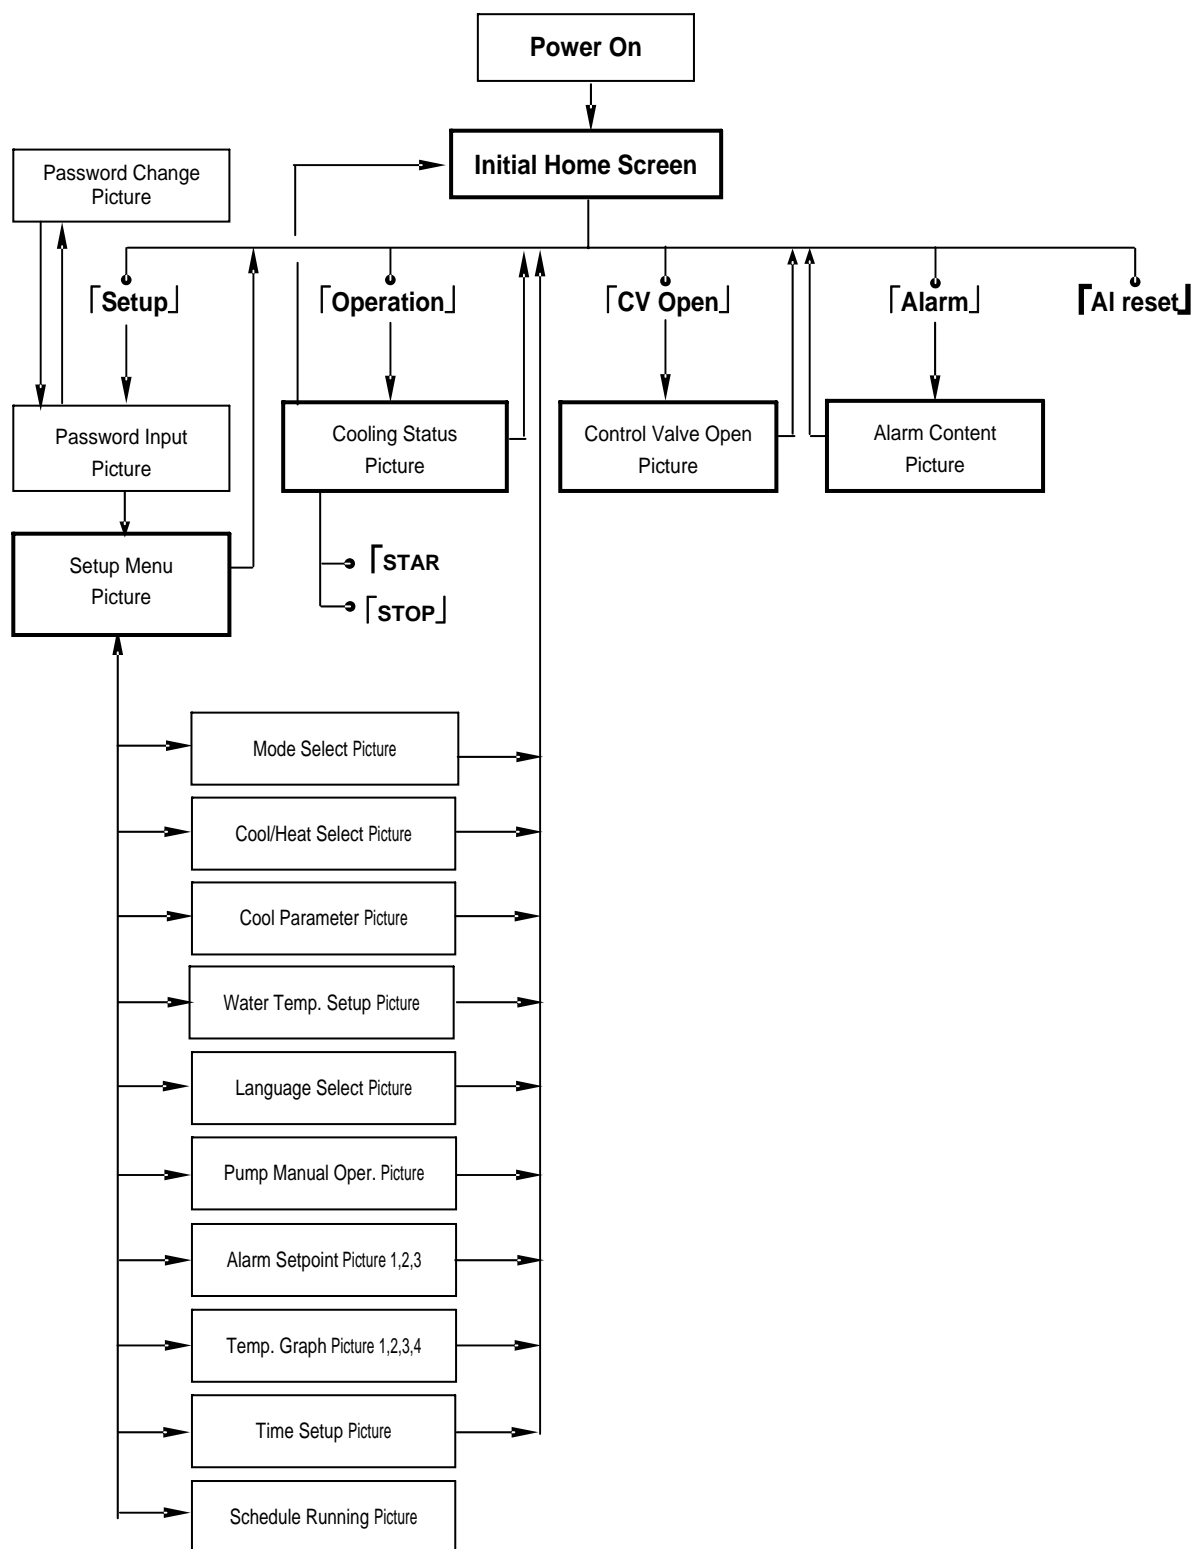 Power On
Initial Home Screen
Password Change
Picture
「Setup」
「Operation」
「CV Open」
「Alarm」
「Al reset」
Password Input
Picture
Cooling Status
Picture
Control Valve Open
Picture
Alarm Content
Picture
Setup Menu
Picture
「STAR
「STOP」
Mode Select Picture
Cool/Heat Select Picture
Cool Parameter Picture
Water Temp. Setup Picture
Language Select Picture
Pump Manual Oper. Picture
Alarm Setpoint Picture 1,2,3
Temp. Graph Picture 1,2,3,4
Time Setup Picture
Schedule Running Picture